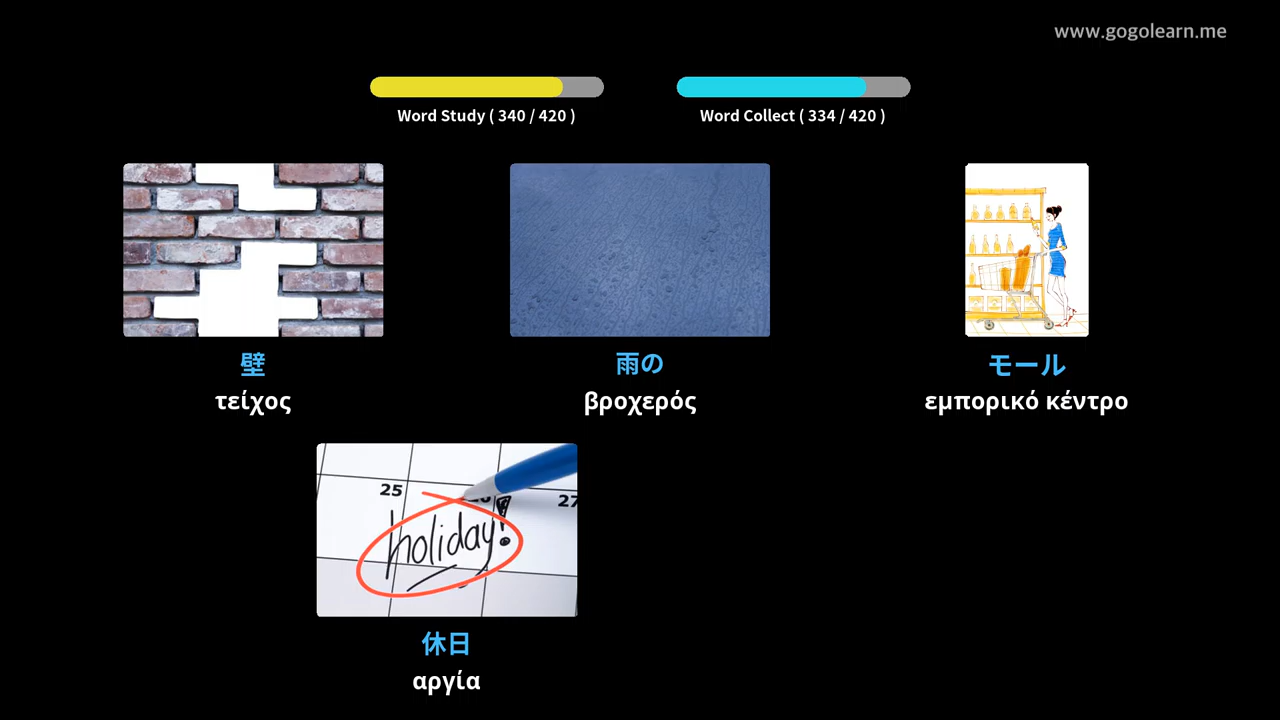 www.gogolearn.me
Word Study ( 340 / 420 )
Word Collect ( 334 / 420 )
壁
τείχος
雨の
βροχερός
モール
εμπορικό κέντρο
25
27
holiday!
休日
αργία